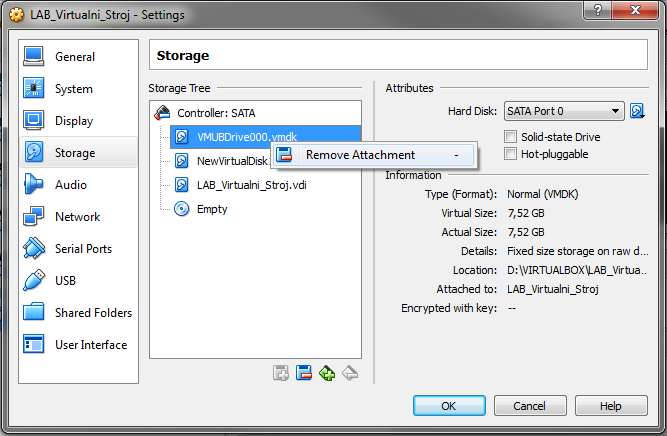 LAB_Virtualni_Stroj - Settings
General
System
Display
Storage
Audio
Network
Serial Ports
USB
Shared Folders
User Interface
Storage
Storage Tree
Controller: SATA
VMUBDrive000.vmdk
NewVirtualDisk
LAB_Virtualni_Stroj.vdi
Empty
Remove Attachment -
Attributes
Hard Disk: SATA Port 0
Solid-state Drive
Hot-pluggable
Information
Type (Format): Normal (VMDK)
Virtual Size: 7,52 GB
Actual Size: 7,52 GB
Details: Fixed size storage on raw d...
Location: D:\VIRTUALBOX\LAB_Virtua...
Attached to: LAB_Virtualni_Stroj
Encrypted with key: --
OK
Cancel
Help